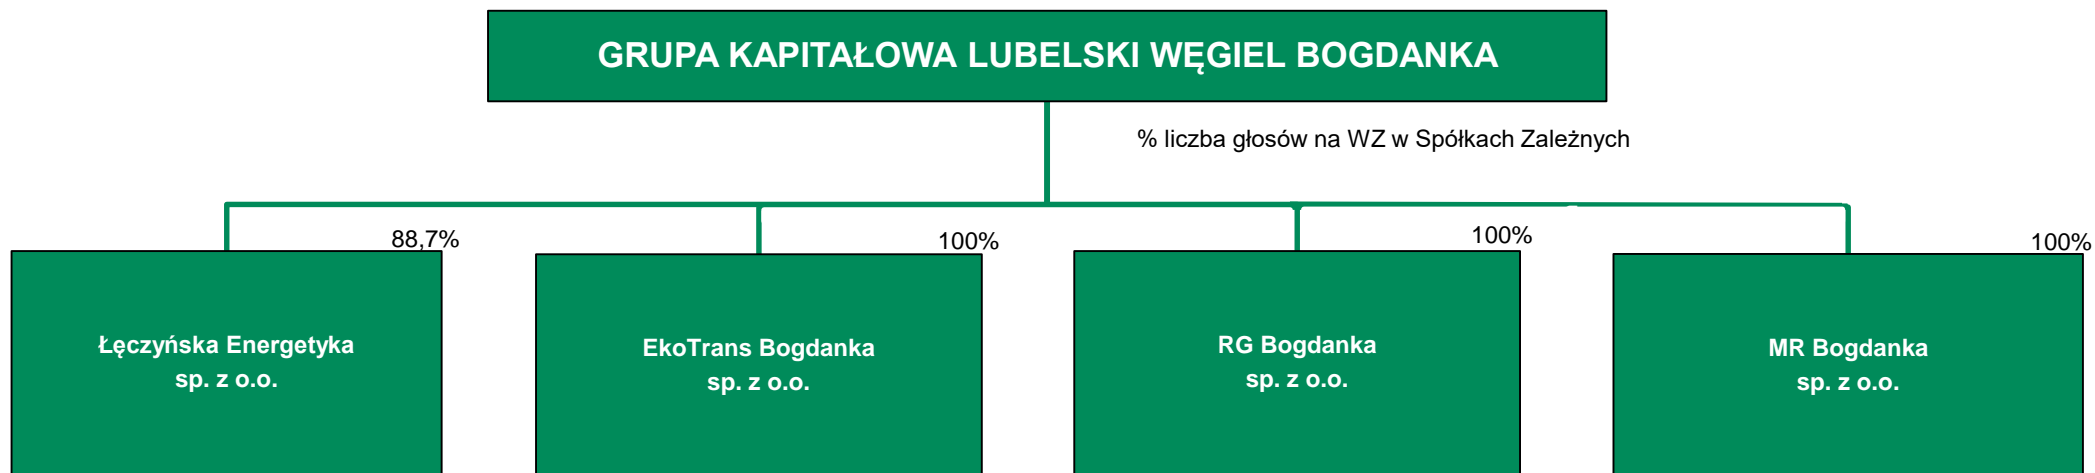 GRUPA KAPITAŁOWA LUBELSKI WĘGIEL BOGDANKA
% liczba głosów na WZ w Spółkach Zależnych
88,7%
100%
100%
100%
Łęczyńska Energetyka
sp. z o.o.
EkoTrans Bogdanka
sp. z o.o.
RG Bogdanka
sp. z o.o.
MR Bogdanka
sp. z o.o.